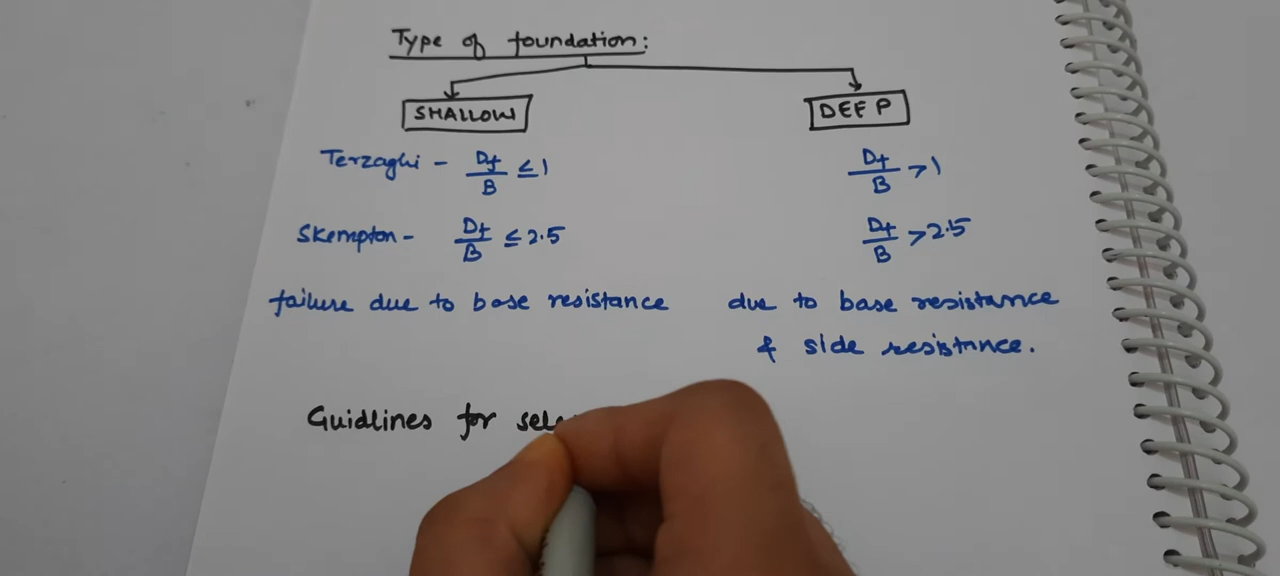 Type of foundation:
SHALLOW DEEP
Terzaghi - Df/B ≤ 1 Df/B > 1
Skempton - Df/B ≤ 2.5 Df/B > 2.5
failure due to base resistance due to base resistance
& side resistance.
Guidlines for sele